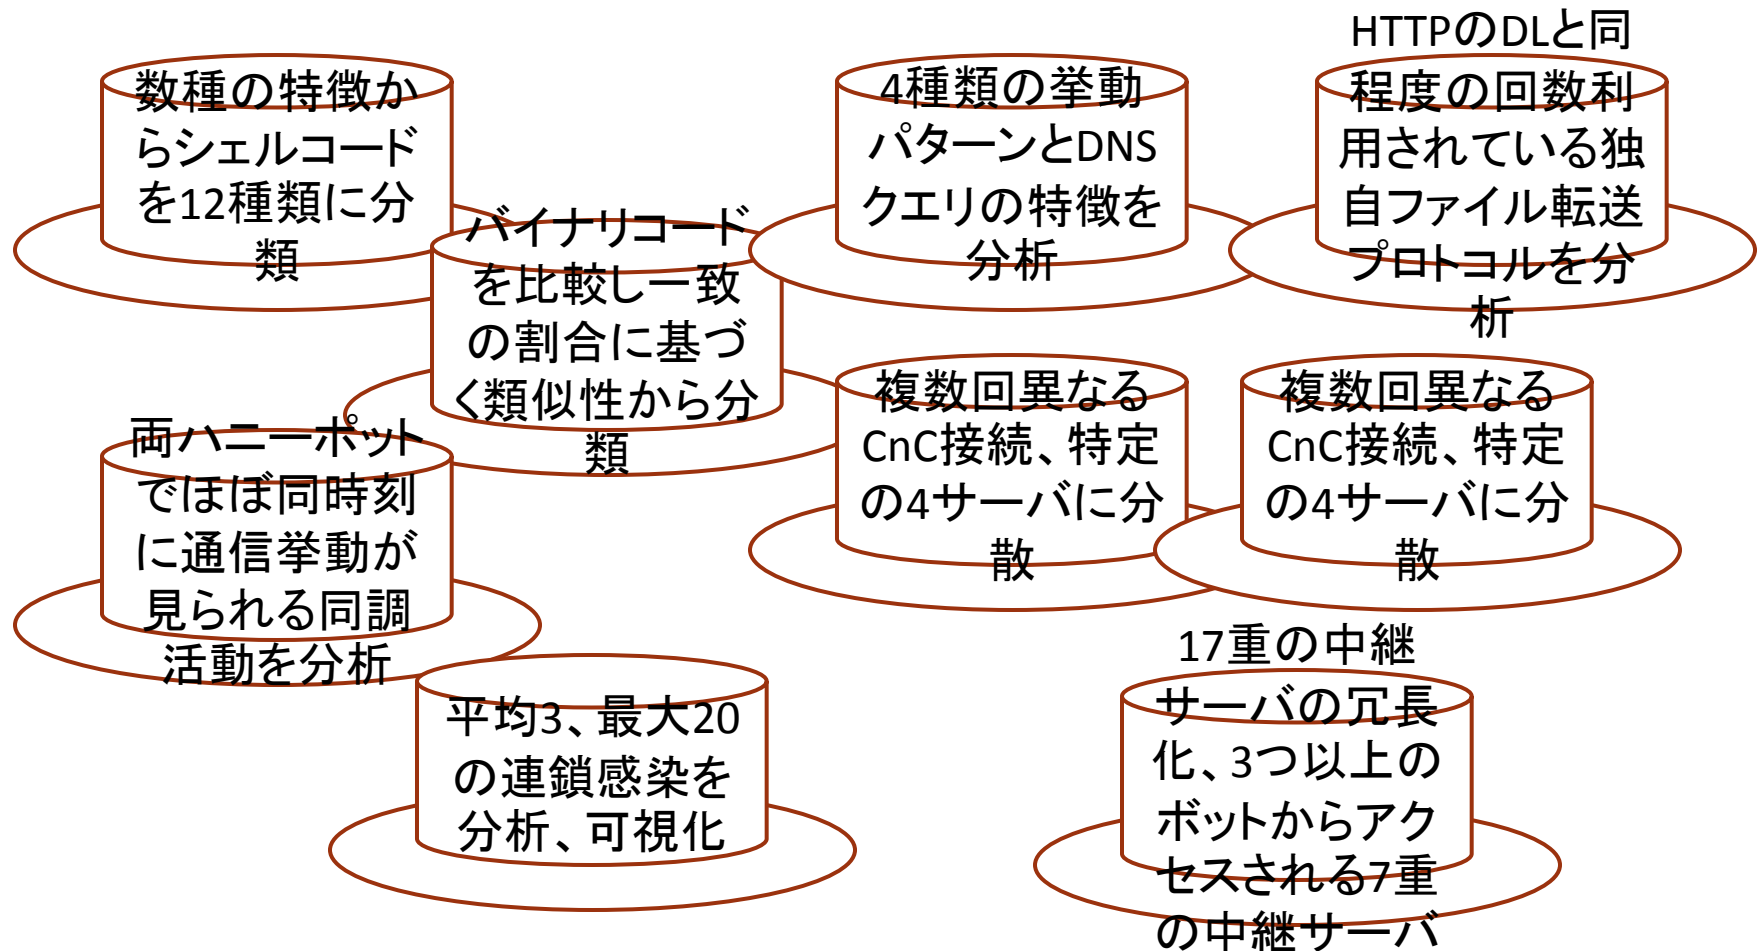 数種の特徴か
らシェルコード
を12種類に分
類
バイナリコード
を比較し一致
の割合に基づ
く類似性から分
類
4種類の挙動
パターンとDNS
クエリの特徴を
分析
HTTPのDLと同
程度の回数利
用されている独
自ファイル転送
プロトコルを分
析
両ハニーポット
でほぼ同時刻
に通信挙動が
見られる同調
活動を分析
複数回異なる
CnC接続、特定
の4サーバに分
散
複数回異なる
CnC接続、特定
の4サーバに分
散
平均3、最大20
の連鎖感染を
分析、可視化
17重の中継
サーバの冗長
化、3つ以上の
ボットからアク
セスされる7重
の中継サーバ